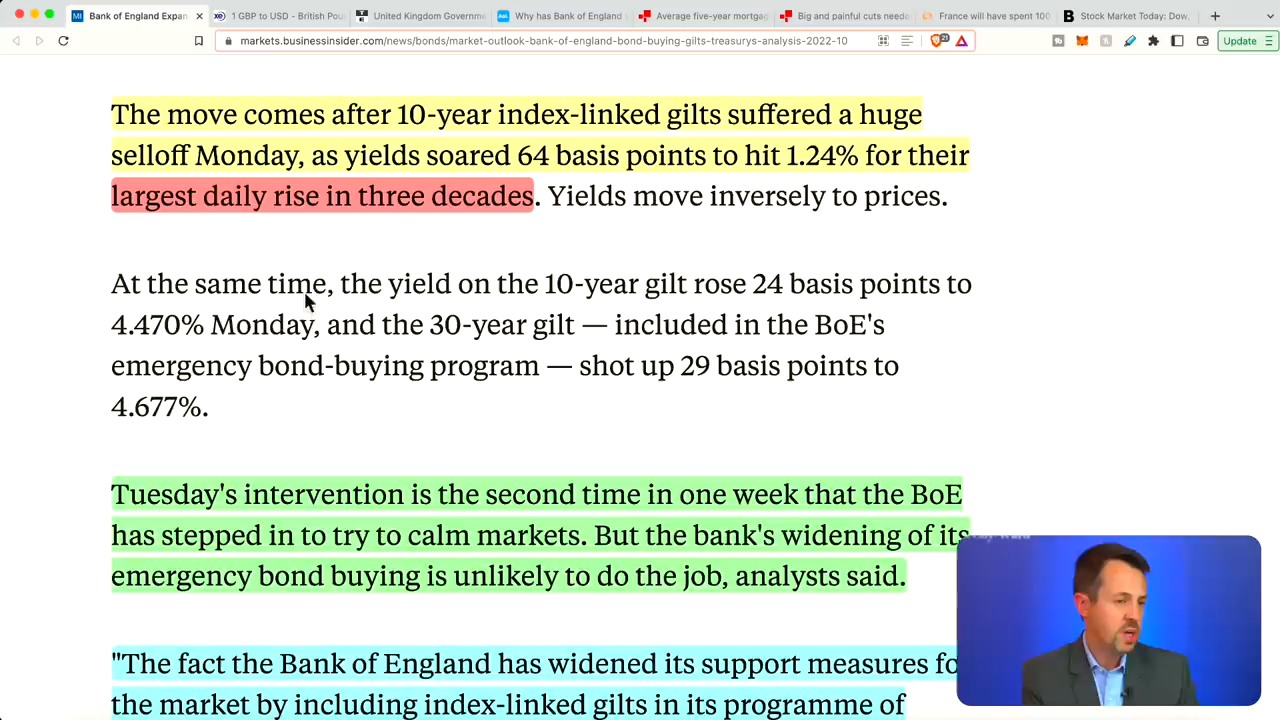 Bank of England Expan
1 GBP to USD - British Pou
United Kingdom Governme
Why has Bank of England
Average five-year mortgag
Big and painful cuts neede
France will have spent 100
Stock Market Today: Dow,
markets.businessinsider.com/news/bonds/market-outlook-bank-of-england-bond-buying-gilts-treasurys-analysis-2022-10
21
Update
The move comes after 10-year index-linked gilts suffered a huge
selloff Monday, as yields soared 64 basis points to hit 1.24% for their
largest daily rise in three decades. Yields move inversely to prices.
At the same time, the yield on the 10-year gilt rose 24 basis points to
4.470% Monday, and the 30-year gilt — included in the BoE's
emergency bond-buying program — shot up 29 basis points to
4.677%.
Tuesday's intervention is the second time in one week that the BoE
has stepped in to try to calm markets. But the bank's widening of its
emergency bond buying is unlikely to do the job, analysts said.
"The fact the Bank of England has widened its support measures fo
the market by including index-linked gilts in its programme of